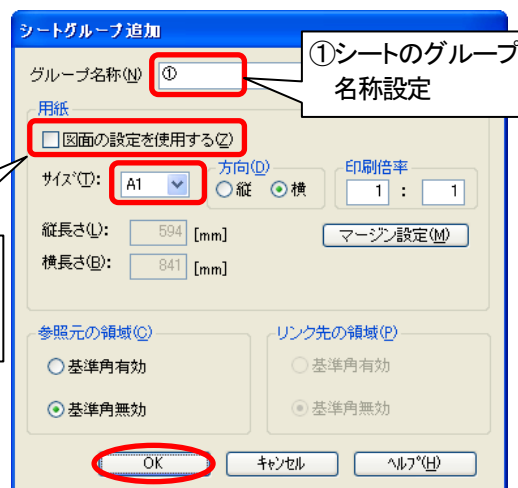 シートグループ追加
①シートのグループ
名称設定
グループ名称(N) ①
用紙
図面の設定を使用する(Z)
サイズ(T): A1 方向(D) 縦 横 印刷倍率 1 : 1
縦長さ(L): 594 [mm] マージン設定(M)
横長さ(B): 841 [mm]
参照元の領域(C) リンク先の領域(P)
基準角有効 基準角有効
基準角無効 基準角無効
OK キャンセル ヘルプ(H)